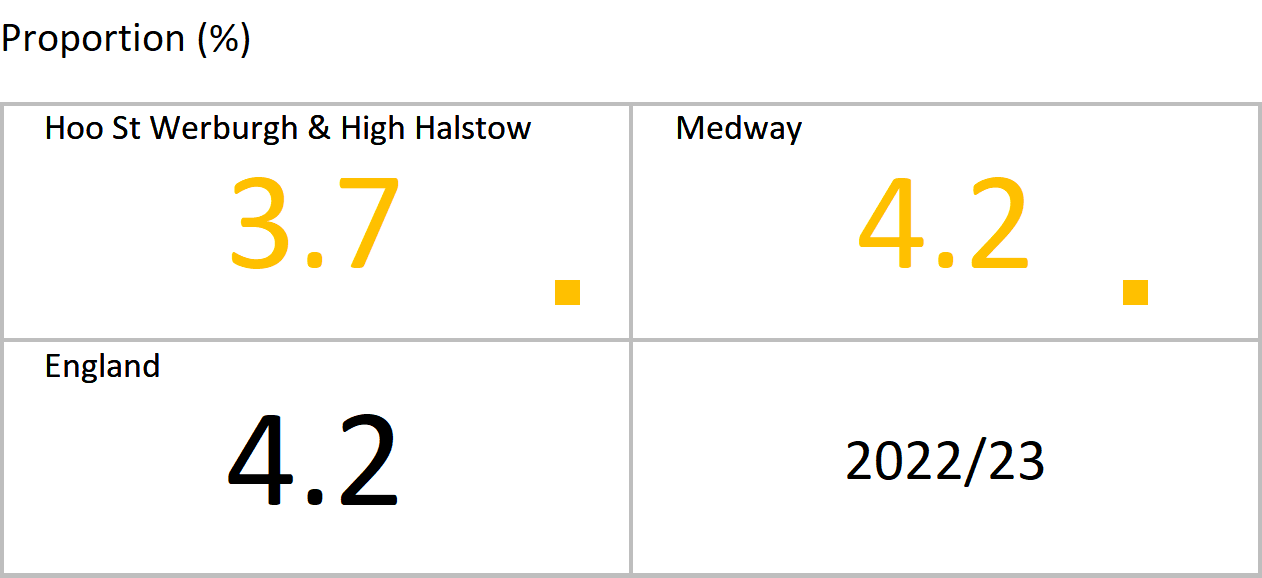 Proportion (%)
Hoo St Werburgh & High Halstow
3.7
Medway
4.2
England
4.2
2022/23